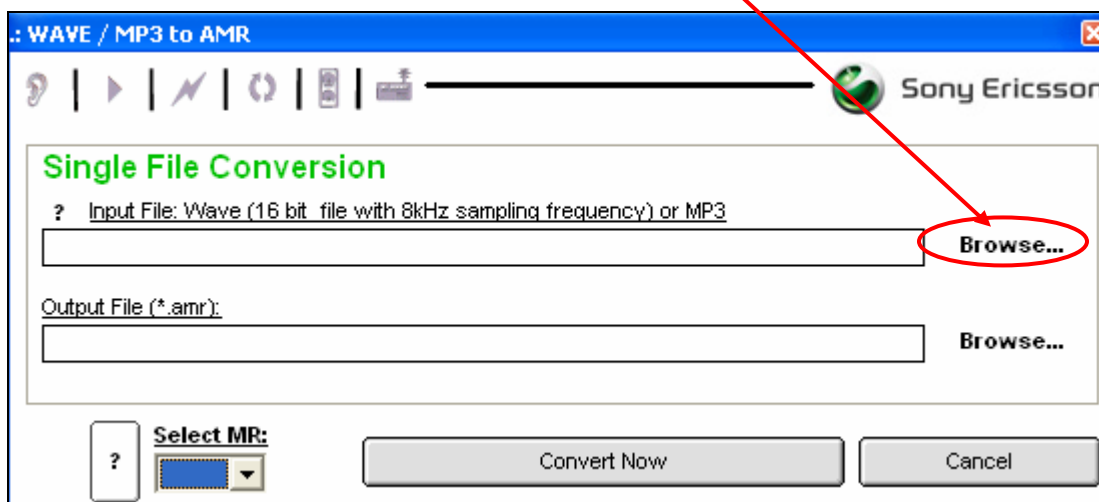 .: WAVE / MP3 to AMR
Sony Ericsson
Single File Conversion
? Input File: Wave (16 bit file with 8kHz sampling frequency) or MP3
Browse...
Output File (*.amr):
Browse...
Select MR:
?
Convert Now
Cancel